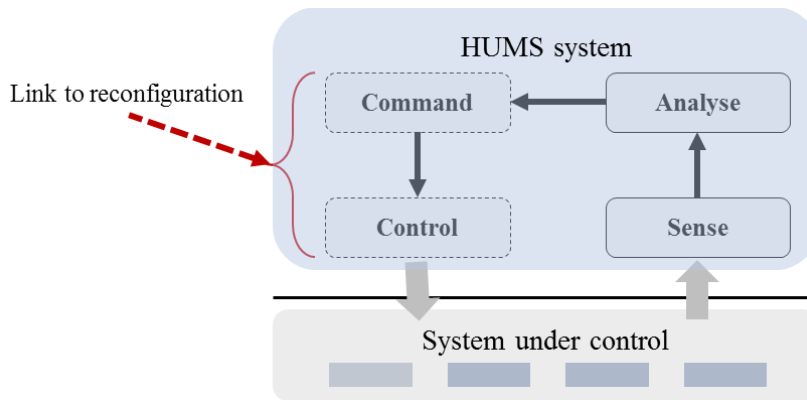 HUMS system
Link to reconfiguration
Command
Analyse
Control
Sense
System under control